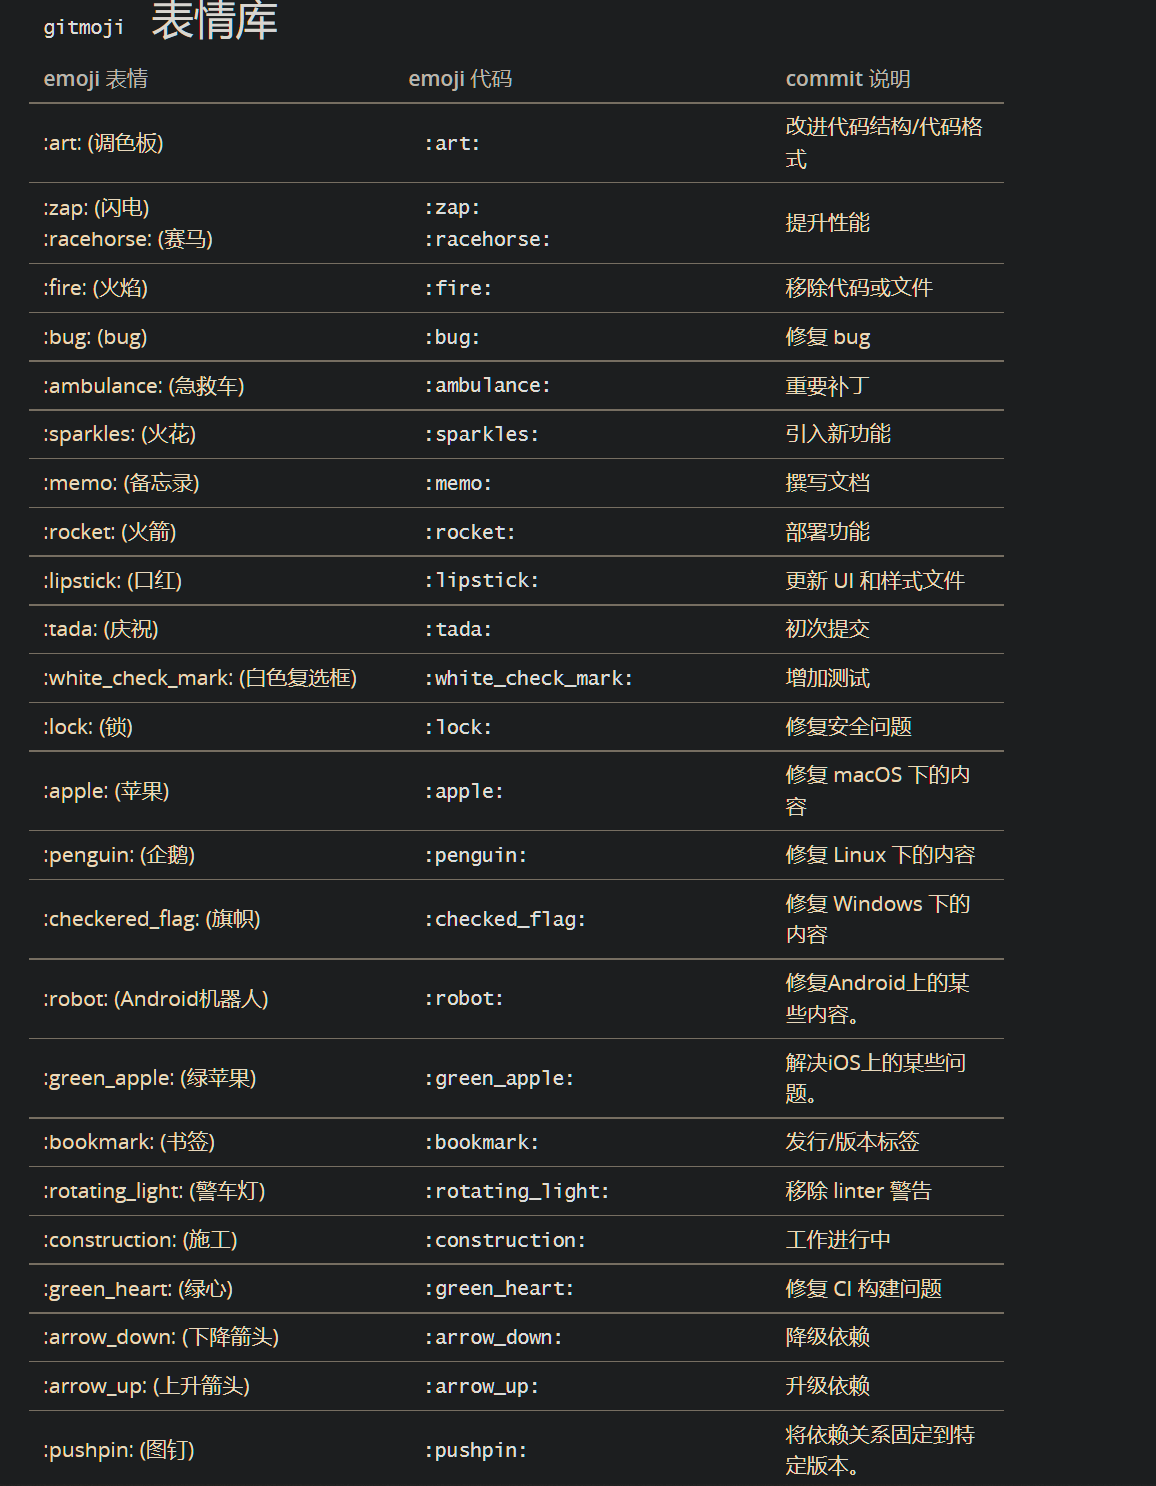 gitmoji 表情库
emoji 表情 emoji 代码 commit 说明
:art: (调色板) :art: 改进代码结构/代码格
式
:zap: (闪电) :zap:
:racehorse: (赛马) :racehorse: 提升性能
:fire: (火焰) :fire: 移除代码或文件
:bug: (bug) :bug: 修复 bug
:ambulance: (急救车) :ambulance: 重要补丁
:sparkles: (火花) :sparkles: 引入新功能
:memo: (备忘录) :memo: 撰写文档
:rocket: (火箭) :rocket: 部署功能
:lipstick: (口红) :lipstick: 更新 UI 和样式文件
:tada: (庆祝) :tada: 初次提交
:white_check_mark: (白色复选框) :white_check_mark: 增加测试
:lock: (锁) :lock: 修复安全问题
:apple: (苹果) :apple: 修复 macOS 下的内
容
:penguin: (企鹅) :penguin: 修复 Linux 下的内容
:checkered_flag: (旗帜) :checked_flag: 修复 Windows 下的
内容
:robot: (Android机器人) :robot: 修复Android上的某
些内容。
:green_apple: (绿苹果) :green_apple: 解决iOS上的某些问
题。
:bookmark: (书签) :bookmark: 发行/版本标签
:rotating_light: (警车灯) :rotating_light: 移除 linter 警告
:construction: (施工) :construction: 工作进行中
:green_heart: (绿心) :green_heart: 修复 CI 构建问题
:arrow_down: (下降箭头) :arrow_down: 降级依赖
:arrow_up: (上升箭头) :arrow_up: 升级依赖
:pushpin: (图钉) :pushpin: 将依赖关系固定到特
定版本。